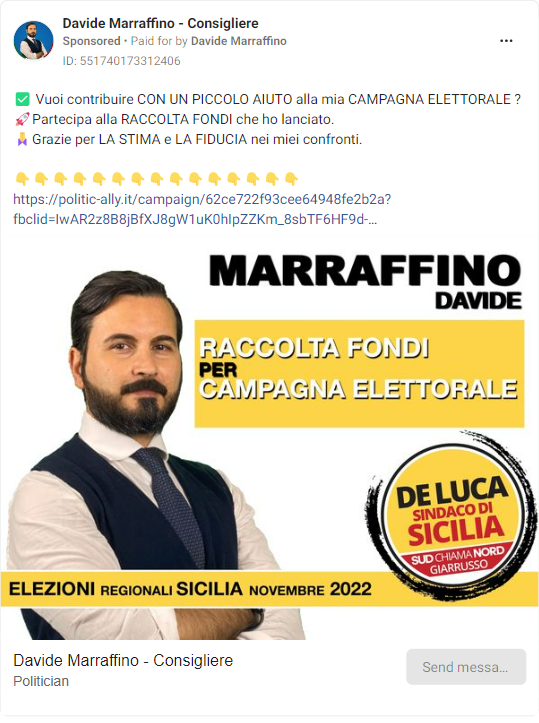 Davide Marraffino - Consigliere
Sponsored • Paid for by Davide Marraffino
ID: 551740173312406
✅ Vuoi contribuire CON UN PICCOLO AIUTO alla mia CAMPAGNA ELETTORALE ?
🚀Partecipa alla RACCOLTA FONDI che ho lanciato.
🙏Grazie per LA STIMA e LA FIDUCIA nei miei confronti.
👇👇👇👇👇👇👇👇👇👇👇👇👇👇👇
https://politic-ally.it/campaign/62ce722f93cee64948fe2b2a?
fbclid=IwAR2z8B8jBfXJ8gW1uK0hIpZZKm_8sbTF6HF9d-...
MARRAFFINO
DAVIDE
RACCOLTA FONDI
PER
CAMPAGNA ELETTORALE
DE LUCA
SINDACO DI
SICILIA
SUD CHIAMA NORD
GIARRUSSO
ELEZIONI REGIONALI SICILIA NOVEMBRE 2022
Davide Marraffino - Consigliere
Politician
Send messa...